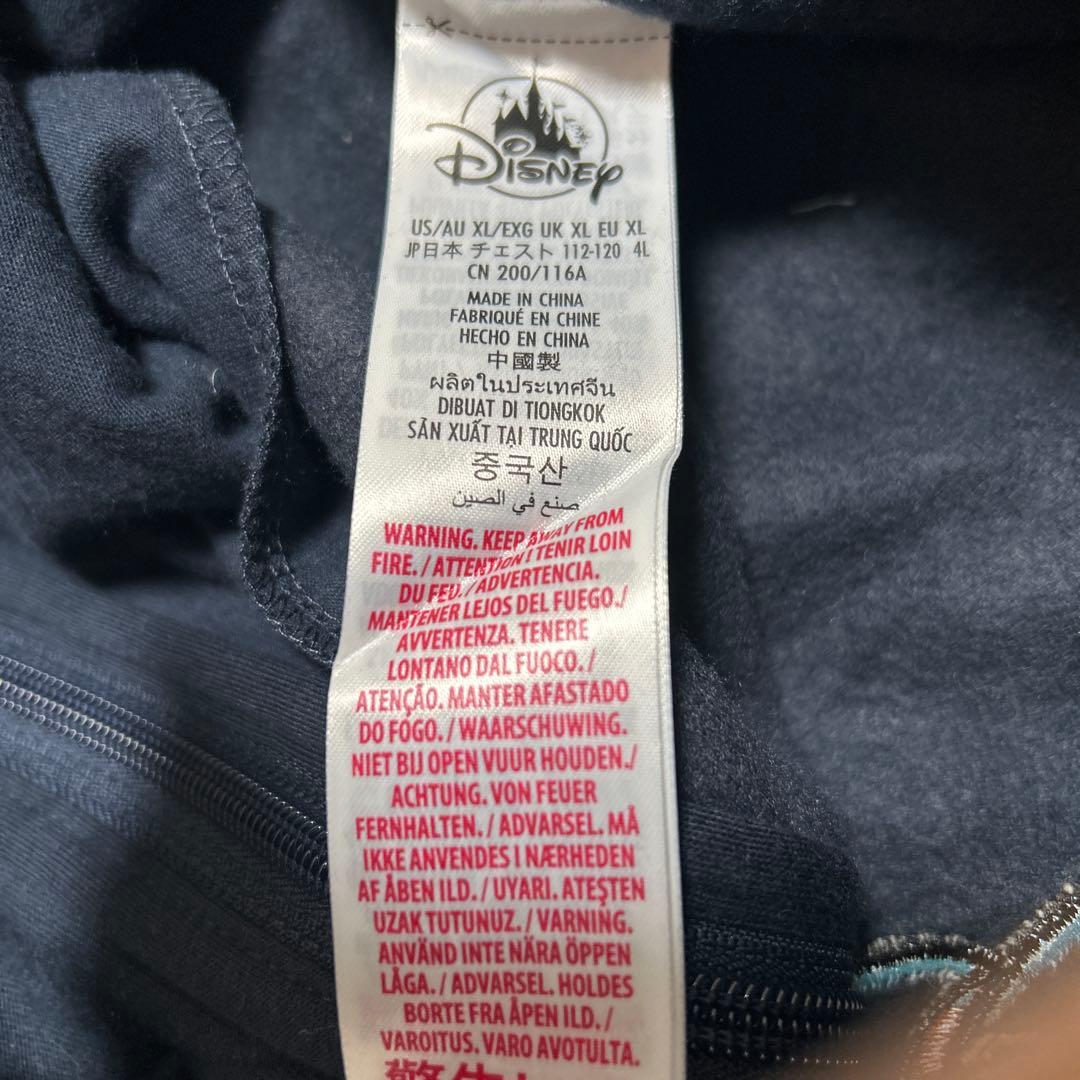 Disney
US/AU XL/EXG UK XL EU XL
JP日本 チェスト 112-120 4L
CN 200/116A
MADE IN CHINA
FABRIQUÉ EN CHINE
HECHO EN CHINA
中國製
ผลิตในประเทศจีน
DIBUAT DI TIONGKOK
SẢN XUẤT TẠI TRUNG QUỐC
중국산
صنع في الصين
WARNING. KEEP AWAY FROM
FIRE. / ATTENTION ! TENIR LOIN
DU FEU. / ADVERTENCIA.
MANTENER LEJOS DEL FUEGO. /
AVVERTENZA. TENERE
LONTANO DAL FUOCO. /
ATENÇÃO. MANTER AFASTADO
DO FOGO. / WAARSCHUWING.
NIET BIJ OPEN VUUR HOUDEN. /
ACHTUNG. VON FEUER
FERNHALTEN. / ADVARSEL. MÅ
IKKE ANVENDES I NÆRHEDEN
AF ÅBEN ILD. / UYARI. ATEŞTEN
UZAK TUTUNUZ. / VARNING.
ANVÄND INTE NÄRA ÖPPEN
LÅGA. / ADVARSEL. HOLDES
BORTE FRA ÅPEN ILD. /
VAROITUS. VARO AVOTULTA.